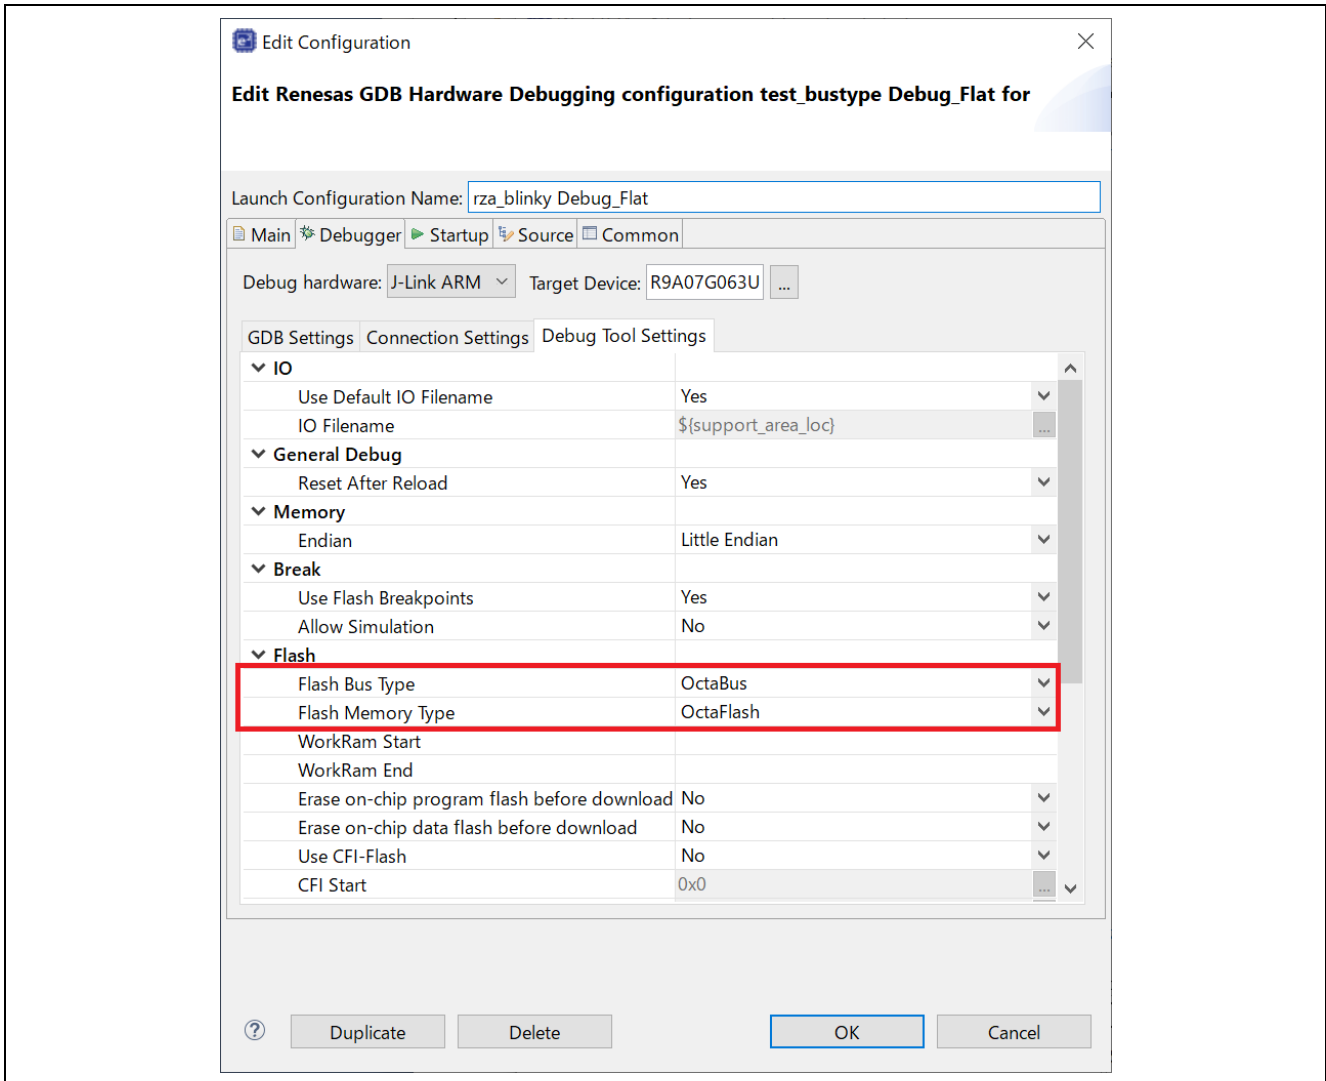 Edit Configuration
Edit Renesas GDB Hardware Debugging configuration test_bustype Debug_Flat for
Launch Configuration Name: rza_blinky Debug_Flat
Main Debugger Startup Source Common
Debug hardware: J-Link ARM Target Device: R9A07G063U ...
GDB Settings Connection Settings Debug Tool Settings
IO
Use Default IO Filename Yes
IO Filename ${support_area_loc} ...
General Debug
Reset After Reload Yes
Memory
Endian Little Endian
Break
Use Flash Breakpoints Yes
Allow Simulation No
Flash
Flash Bus Type OctaBus
Flash Memory Type OctaFlash
WorkRam Start
WorkRam End
Erase on-chip program flash before download No
Erase on-chip data flash before download No
Use CFI-Flash No
CFI Start 0x0 ...
? Duplicate Delete OK Cancel